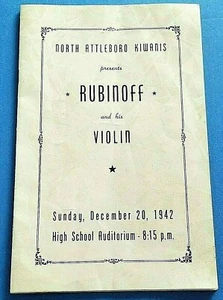 NORTH ATTLEBORO KIWANIS
presents
RUBINOFF
and his
VIOLIN
Sunday, December 20, 1942
High School Auditorium - 8:15 p.m.